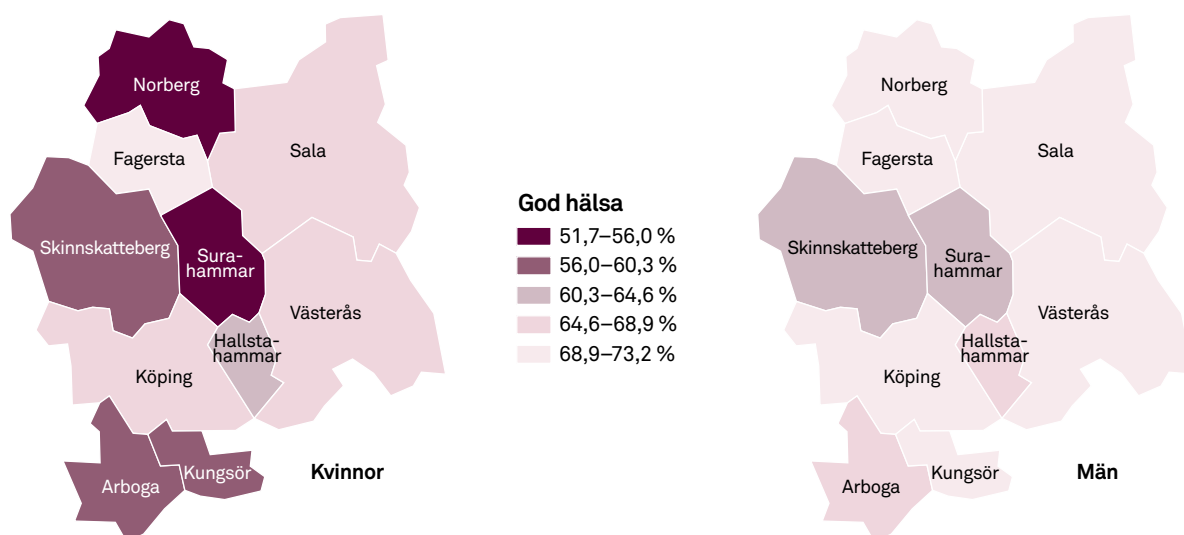 Norberg
Fagersta
Sala
Skinnskatteberg
Sura-
hammar
Västerås
Hallsta-
hammar
Köping
Arboga
Kungsör
Kvinnor
God hälsa
51,7–56,0 %
56,0–60,3 %
60,3–64,6 %
64,6–68,9 %
68,9–73,2 %
Norberg
Fagersta
Sala
Skinnskatteberg
Sura-
hammar
Västerås
Hallsta-
hammar
Köping
Arboga
Kungsör
Män